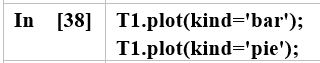 In [38] T1.plot(kind='bar');
T1.plot(kind='pie');